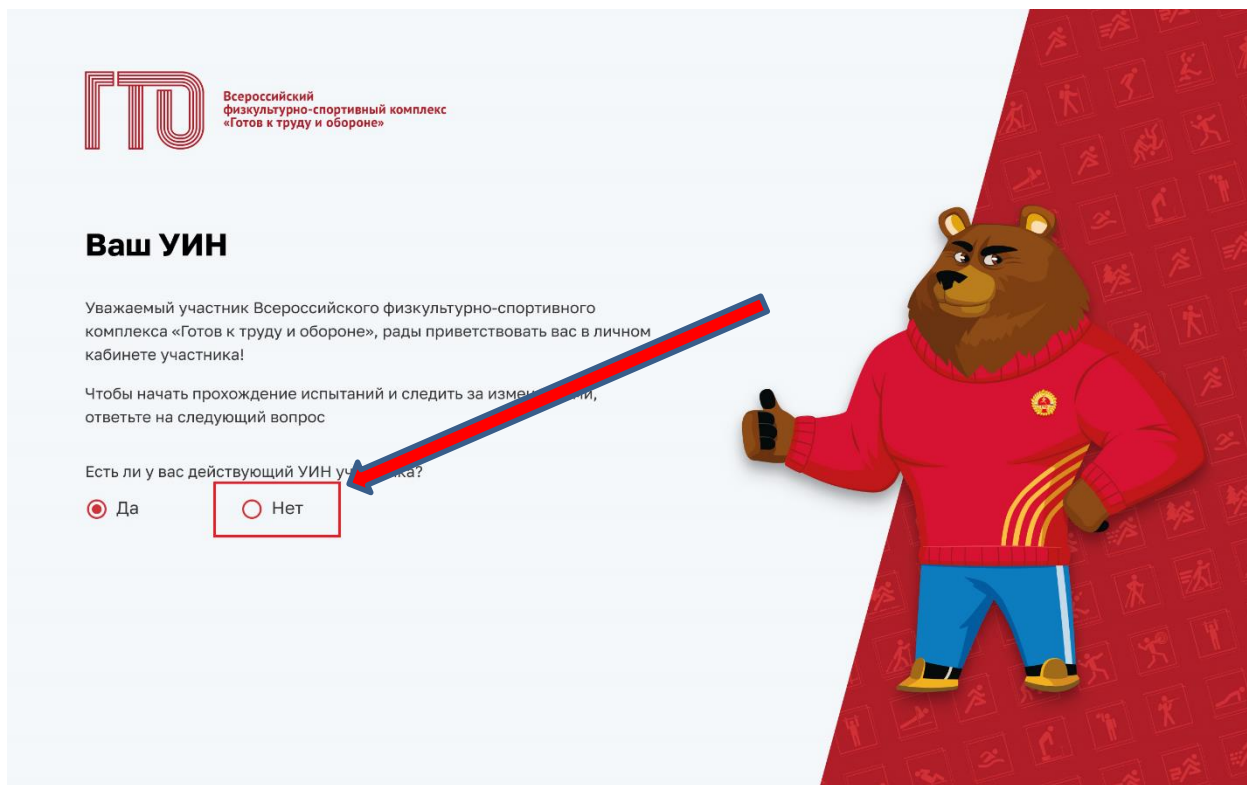 ГТО
Всероссийский
физкультурно-спортивный комплекс
«Готов к труду и обороне»
Ваш УИН
Уважаемый участник Всероссийского физкультурно-спортивного
комплекса «Готов к труду и обороне», рады приветствовать вас в личном
кабинете участника!
Чтобы начать прохождение испытаний и следить за
ответьте на следующий вопрос
Есть ли у вас действующий УИН
Да
Нет